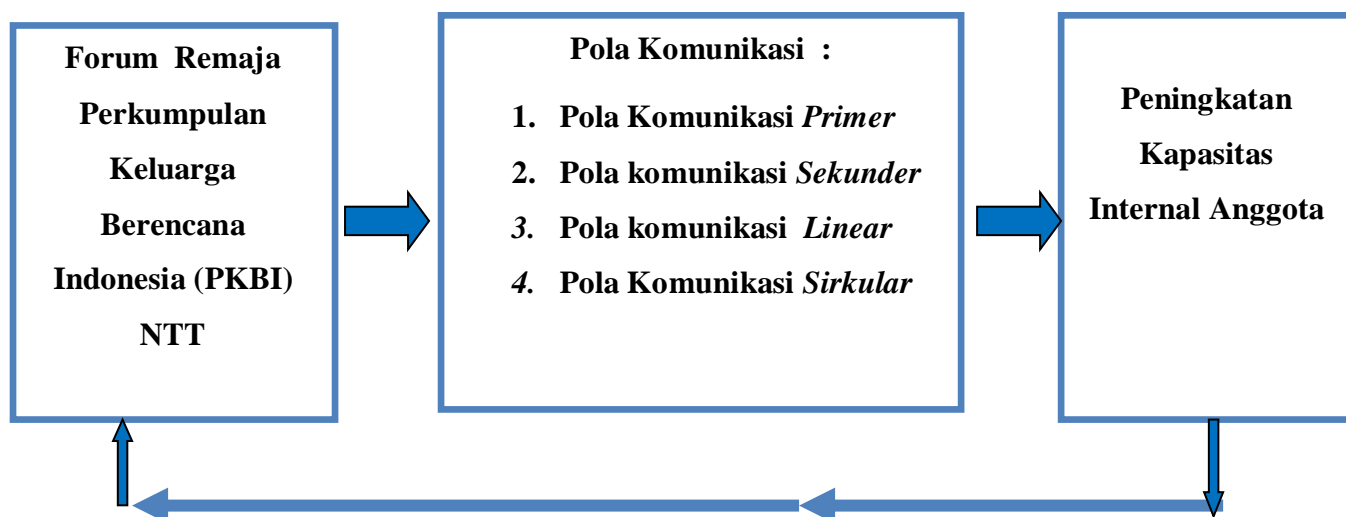 Forum Remaja
Perkumpulan
Keluarga
Berencana
Indonesia (PKBI)
NTT
Pola Komunikasi :
1. Pola Komunikasi Primer
2. Pola komunikasi Sekunder
3. Pola komunikasi Linear
4. Pola Komunikasi Sirkular
Peningkatan
Kapasitas
Internal Anggota